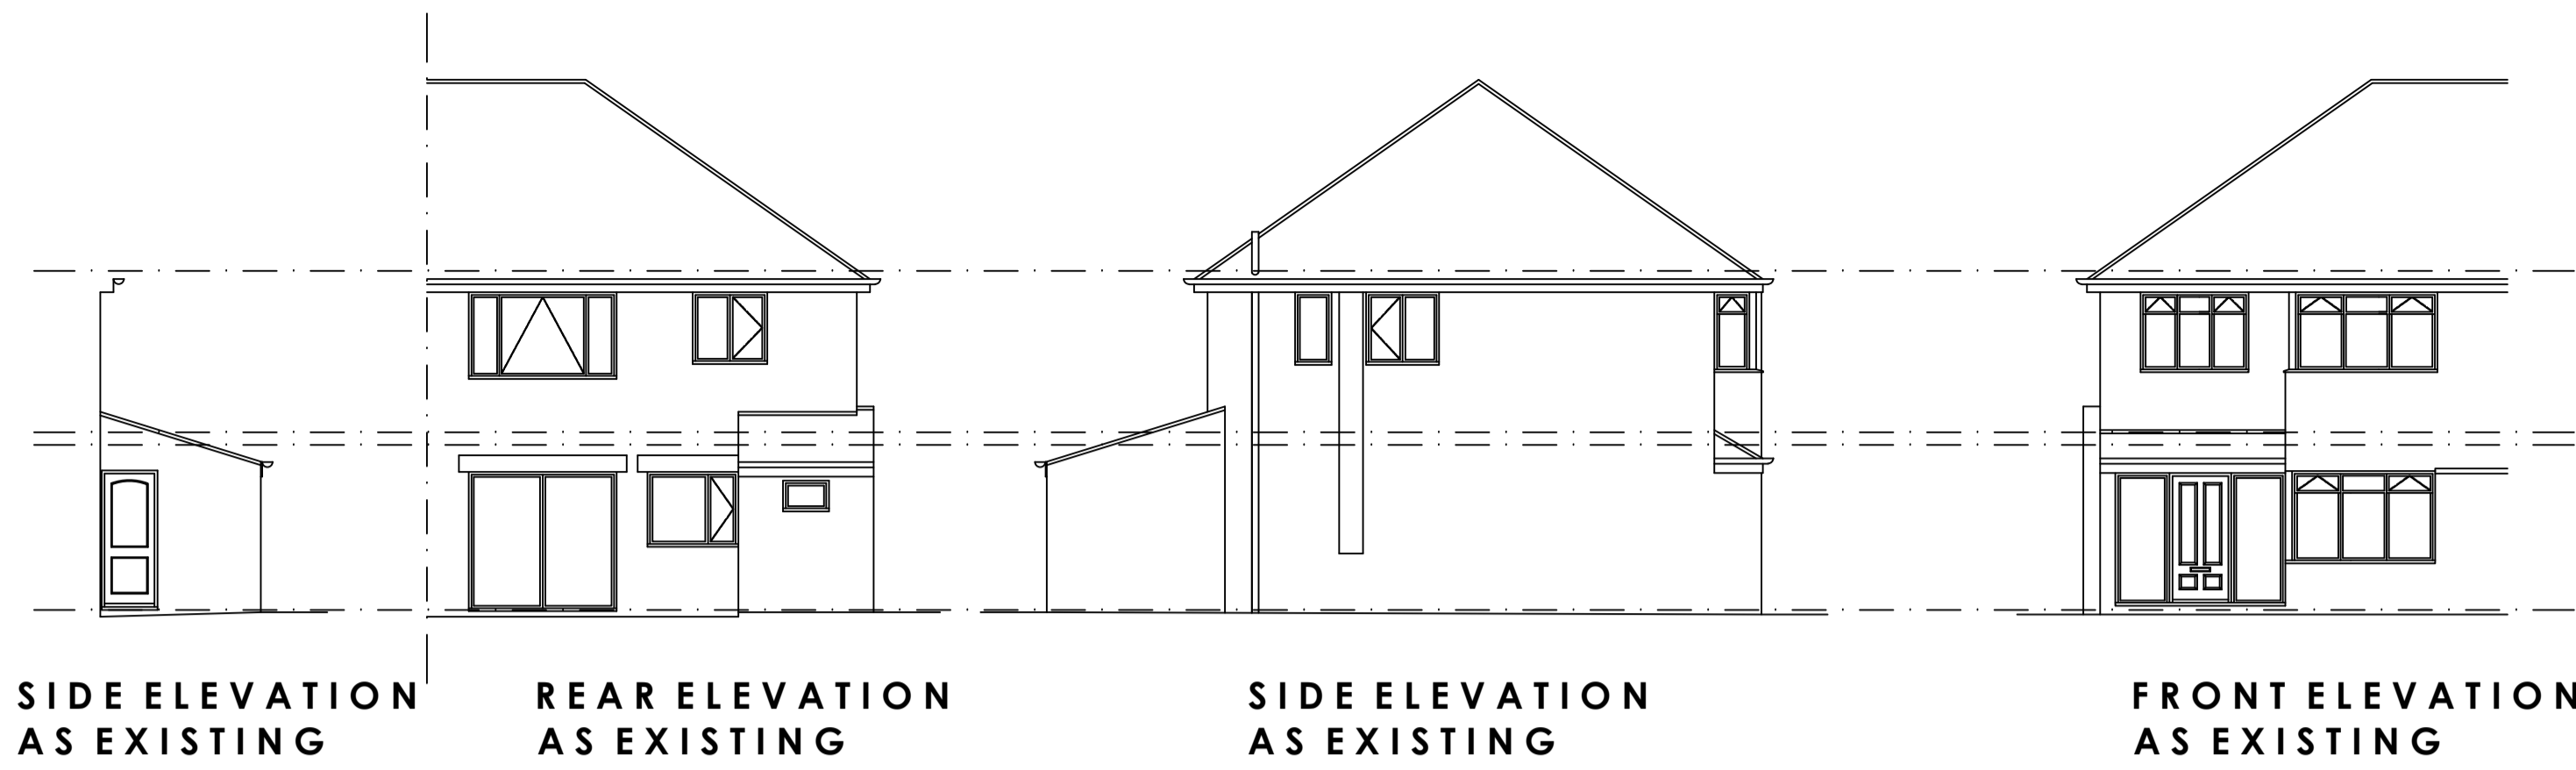 SIDE ELEVATION
AS EXISTING
REAR ELEVATION
AS EXISTING
SIDE ELEVATION
AS EXISTING
FRONT ELEVATION
AS EXISTING